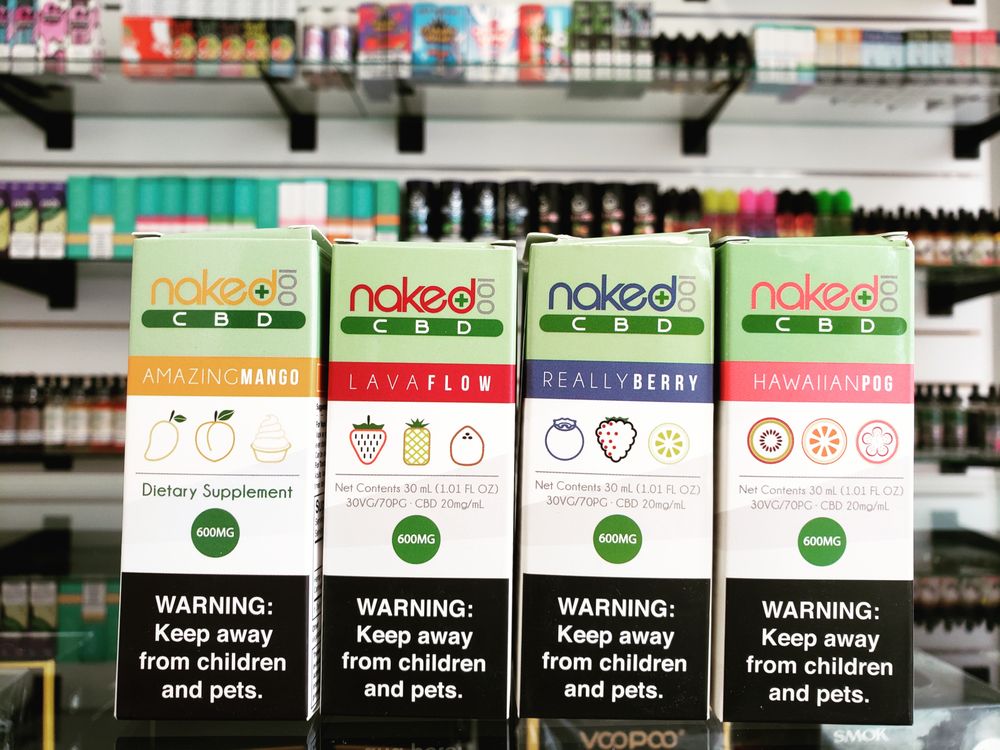 naked 100
CBD
AMAZINGMANGO
Dietary Supplement
600MG
WARNING:
Keep away
from children
and pets.
naked 100
CBD
LAVAFLOW
Net Contents 30 mL (1.01 FL OZ)
30VG/70PG · CBD 20mg/mL
600MG
WARNING:
Keep away
from children
and pets.
naked 100
CBD
REALLYBERRY
Net Contents 30 mL (1.01 FL OZ)
30VG/70PG · CBD 20mg/mL
600MG
WARNING:
Keep away
from children
and pets.
naked 100
CBD
HAWAIIANPOG
Net Contents 30 mL (1.01 FL OZ)
30VG/70PG · CBD 20mg/mL
600MG
WARNING:
Keep away
from children
and pets.
VOOPOO
SMOK